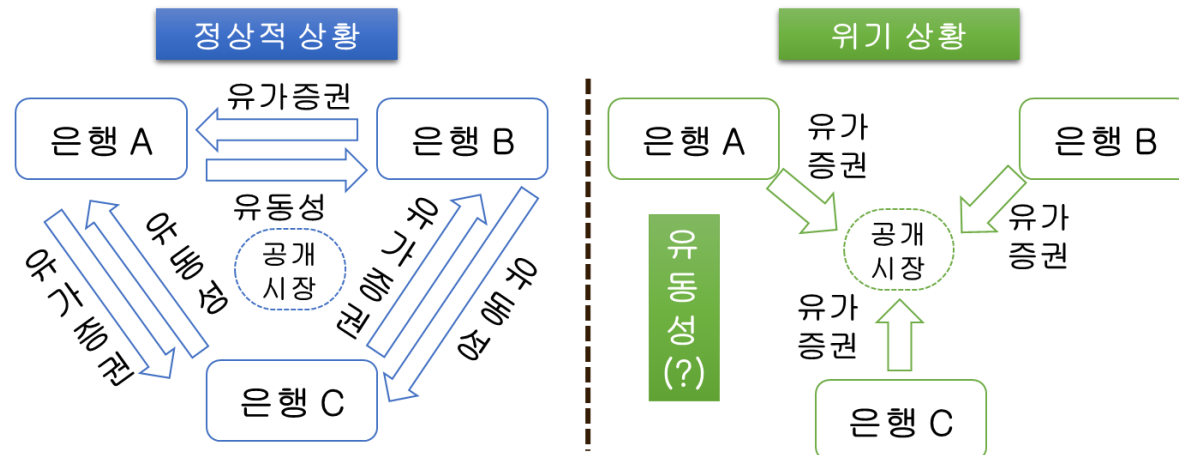 정상적 상황
유가증권
은행 A
은행 B
유동성
공개
시장
유가증권
유동성
유가증권
유동성
은행 C
위기 상황
은행 A
유가
증권
은행 B
유가
증권
공개
시장
유
동
성
(?)
유가
증권
은행 C